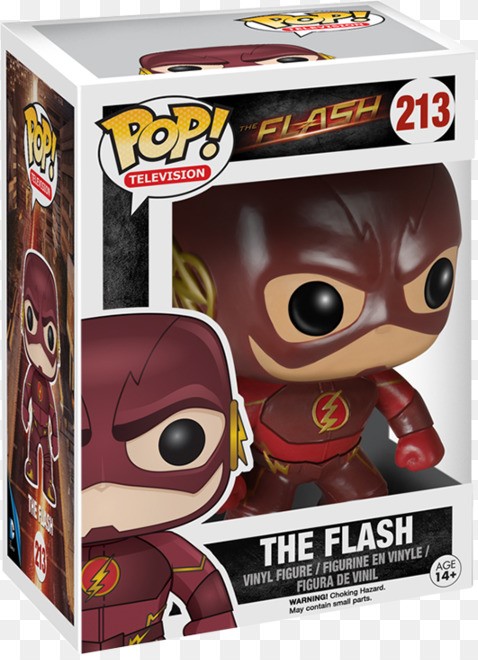 POP!
POP!
TELEVISION
THE FLASH
213
POP!
TELEVISION
THE FLASH
213
THE FLASH
VINYL FIGURE / FIGURINE EN VINYLE /
FIGURA DE VINIL
WARNING! Choking Hazard.
May contain small parts.
AGE
14+